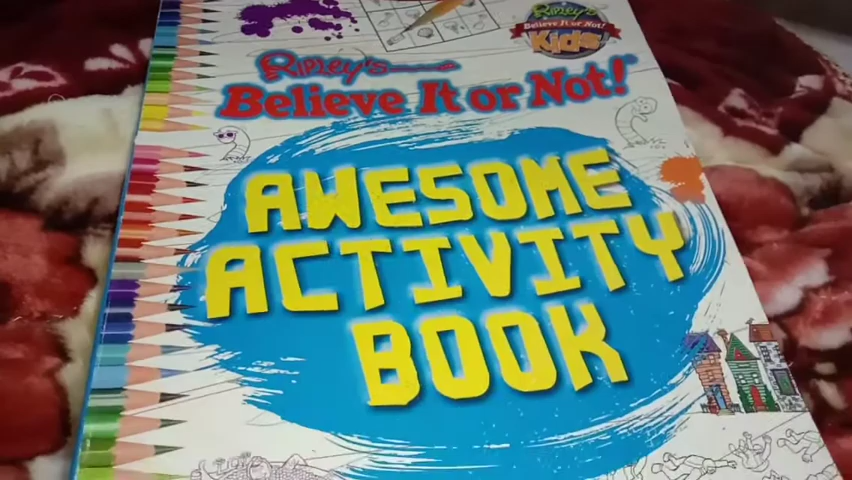 Ripley's
Believe It or Not!
Kids
Ripley's
Believe It or Not!
AWESOME
ACTIVITY
BOOK